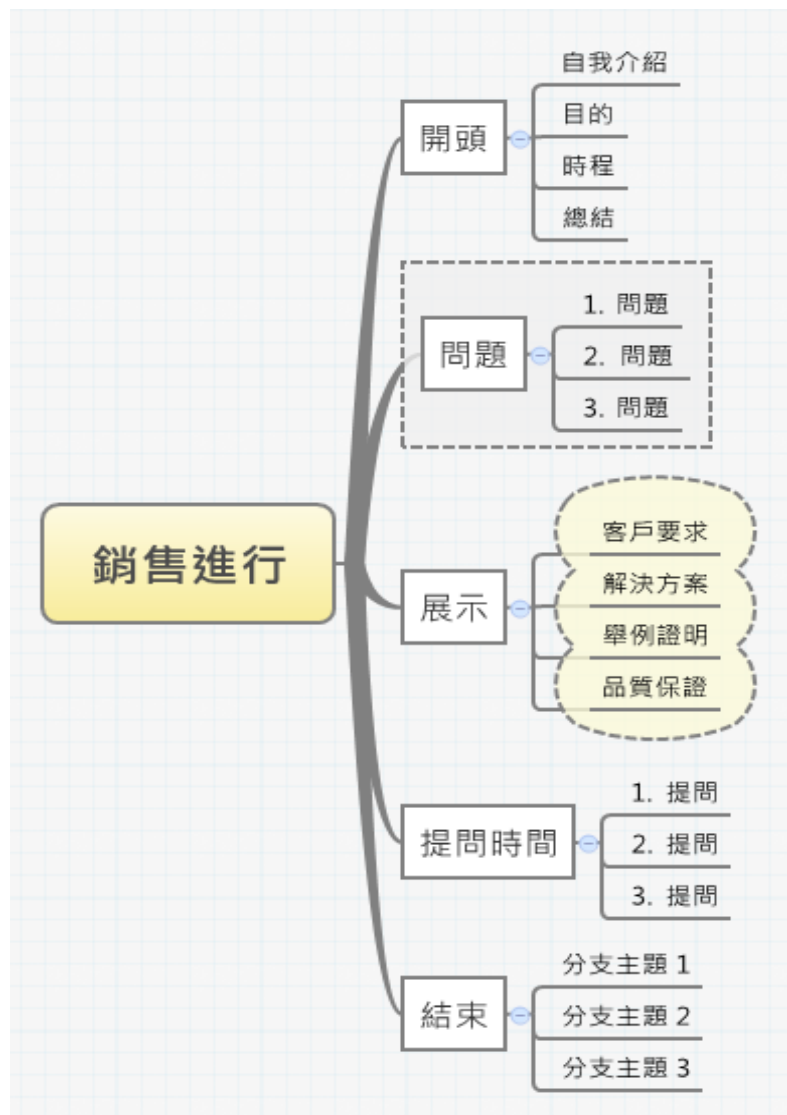 銷售進行
開頭
自我介紹
目的
時程
總結
問題
1. 問題
2. 問題
3. 問題
展示
客戶要求
解決方案
舉例證明
品質保證
提問時間
1. 提問
2. 提問
3. 提問
結束
分支主題 1
分支主題 2
分支主題 3